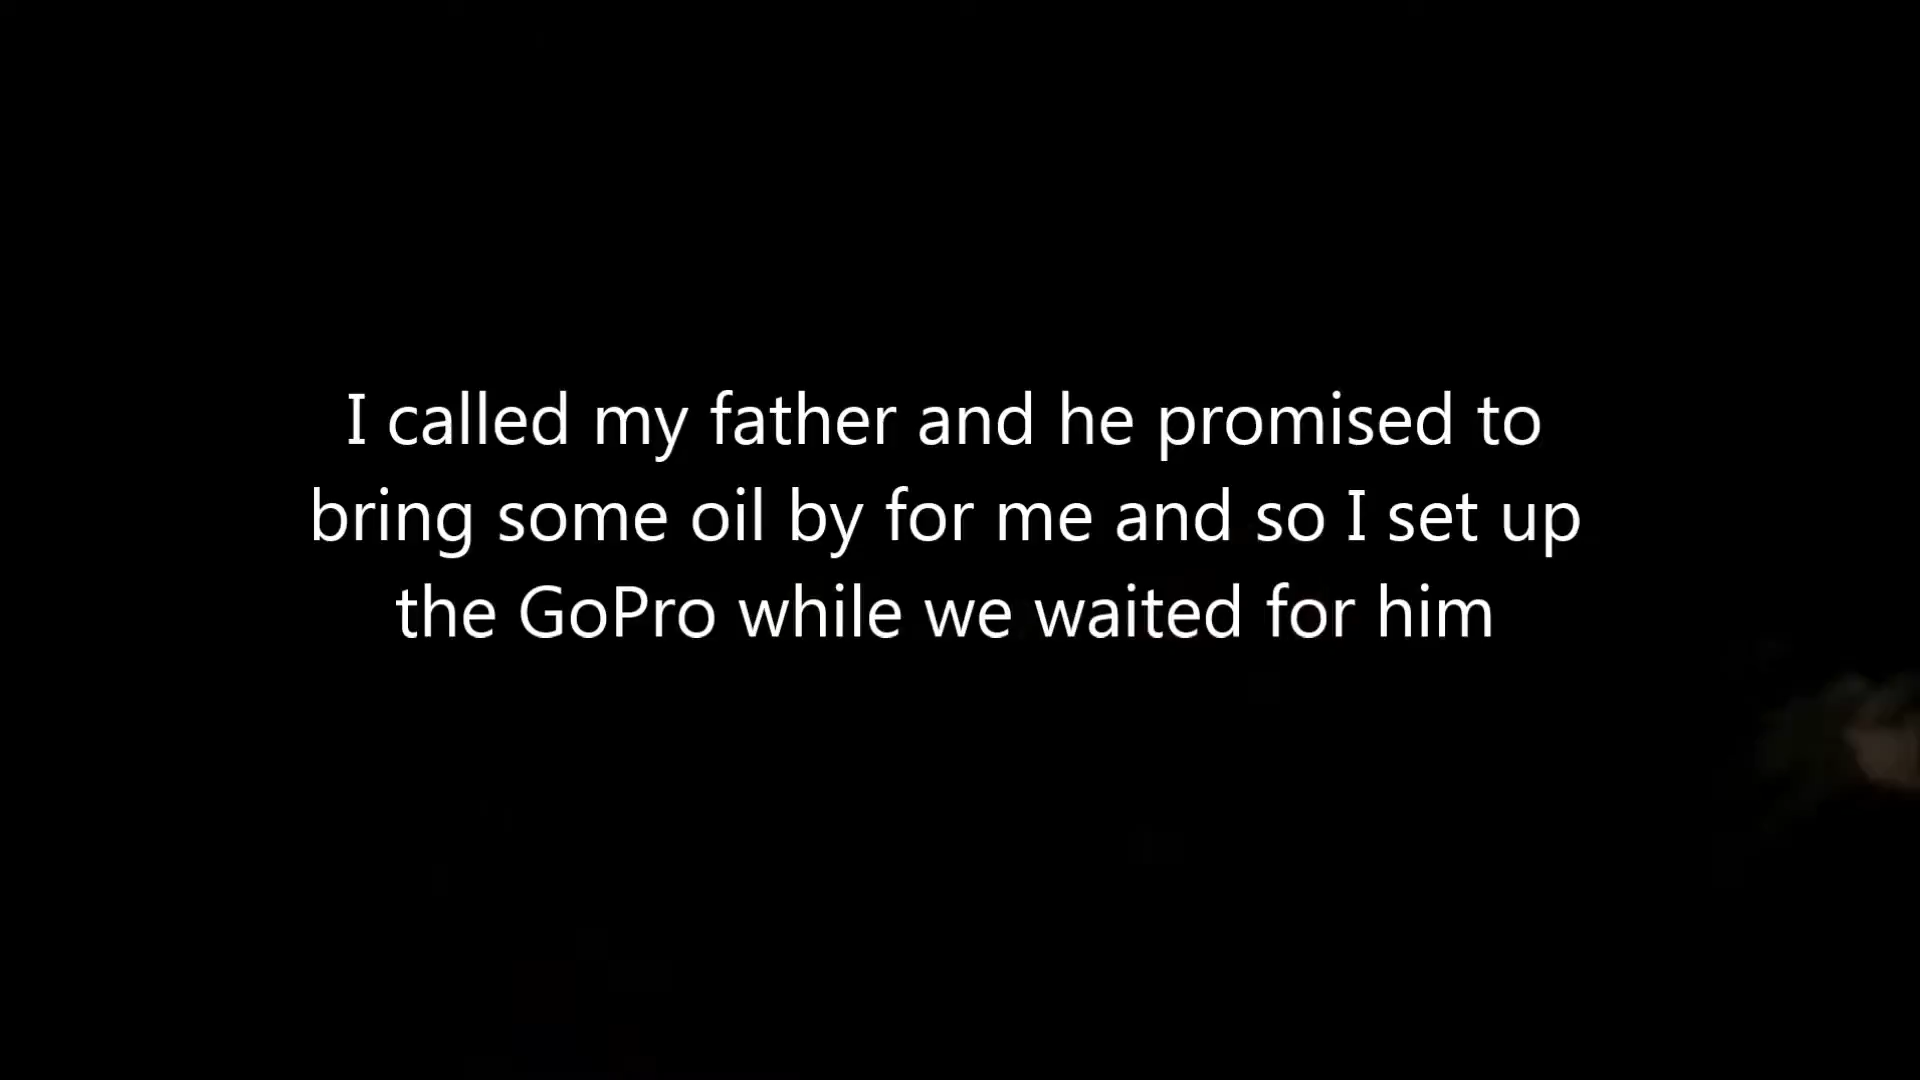 I called my father and he promised to
bring some oil by for me and so I set up
the GoPro while we waited for him